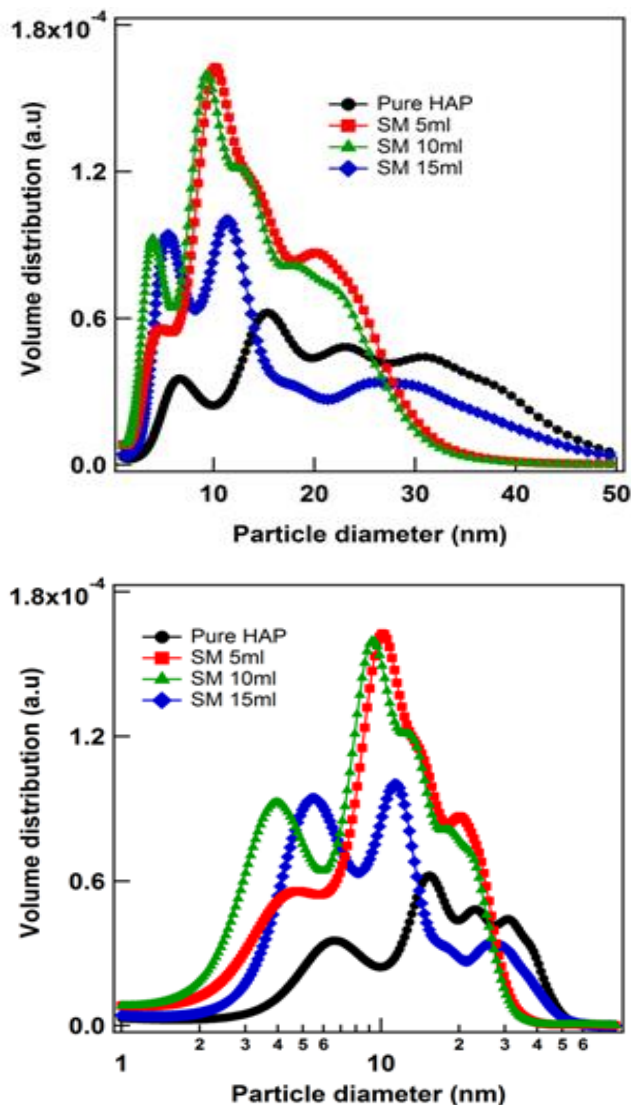 1.8x10⁻⁴
Pure HAP
SM 5ml
SM 10ml
SM 15ml
1.2
0.6
0.0
Volume distribution (a.u)
10 20 30 40 50
Particle diameter (nm)
1.8x10⁻⁴
Pure HAP
SM 5ml
SM 10ml
SM 15ml
1.2
0.6
0.0
Volume distribution (a.u)
2 3 4 5 6 2 3 4 5 6
1 10
Particle diameter (nm)